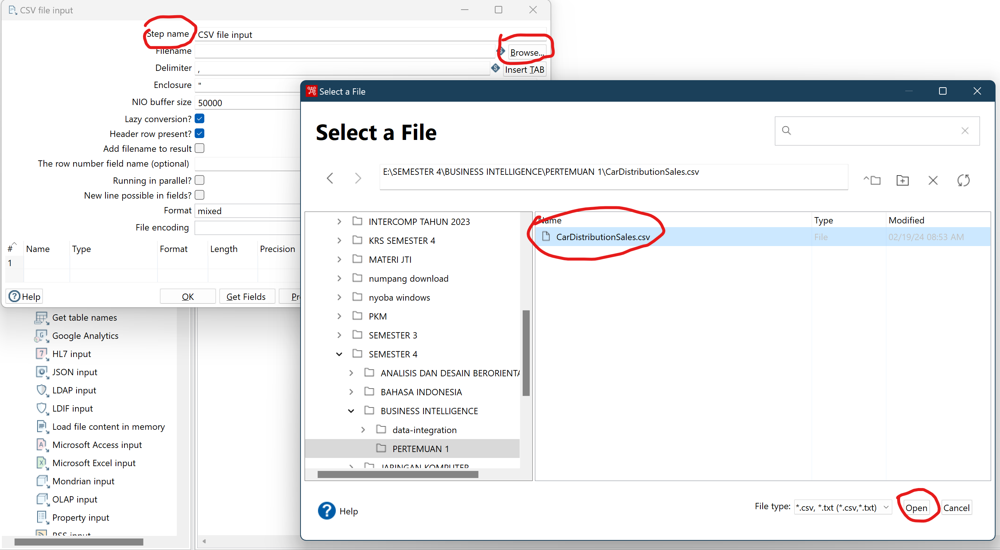 CSV file input
Step name CSV file input
Filename Browse...
Delimiter , Insert TAB
Enclosure "
NIO buffer size 50000
Lazy conversion?
Header row present?
Add filename to result
The row number field name (optional)
Running in parallel?
New line possible in fields?
Format mixed
File encoding
# Name Type Format Length Precision
1
Help OK Get Fields
Get table names
Google Analytics
HL7 input
JSON input
LDAP input
LDIF input
Load file content in memory
Microsoft Access input
Microsoft Excel input
Mondrian input
OLAP input
Property input
RSS input
Select a File
Select a File
E:\SEMESTER 4\BUSINESS INTELLIGENCE\PERTEMUAN 1\CarDistributionSales.csv
INTERCOMP TAHUN 2023
KRS SEMESTER 4
MATERI JTI
numpang download
nyoba windows
PKM
SEMESTER 3
SEMESTER 4
ANALISIS DAN DESAIN BERORIENTA
BAHASA INDONESIA
BUSINESS INTELLIGENCE
data-integration
PERTEMUAN 1
JARINGAN KOMPUTER
Name Type Modified
CarDistributionSales.csv File 02/19/24 08:53 AM
Help File type: *.csv, *.txt (*.csv,*.txt) Open Cancel